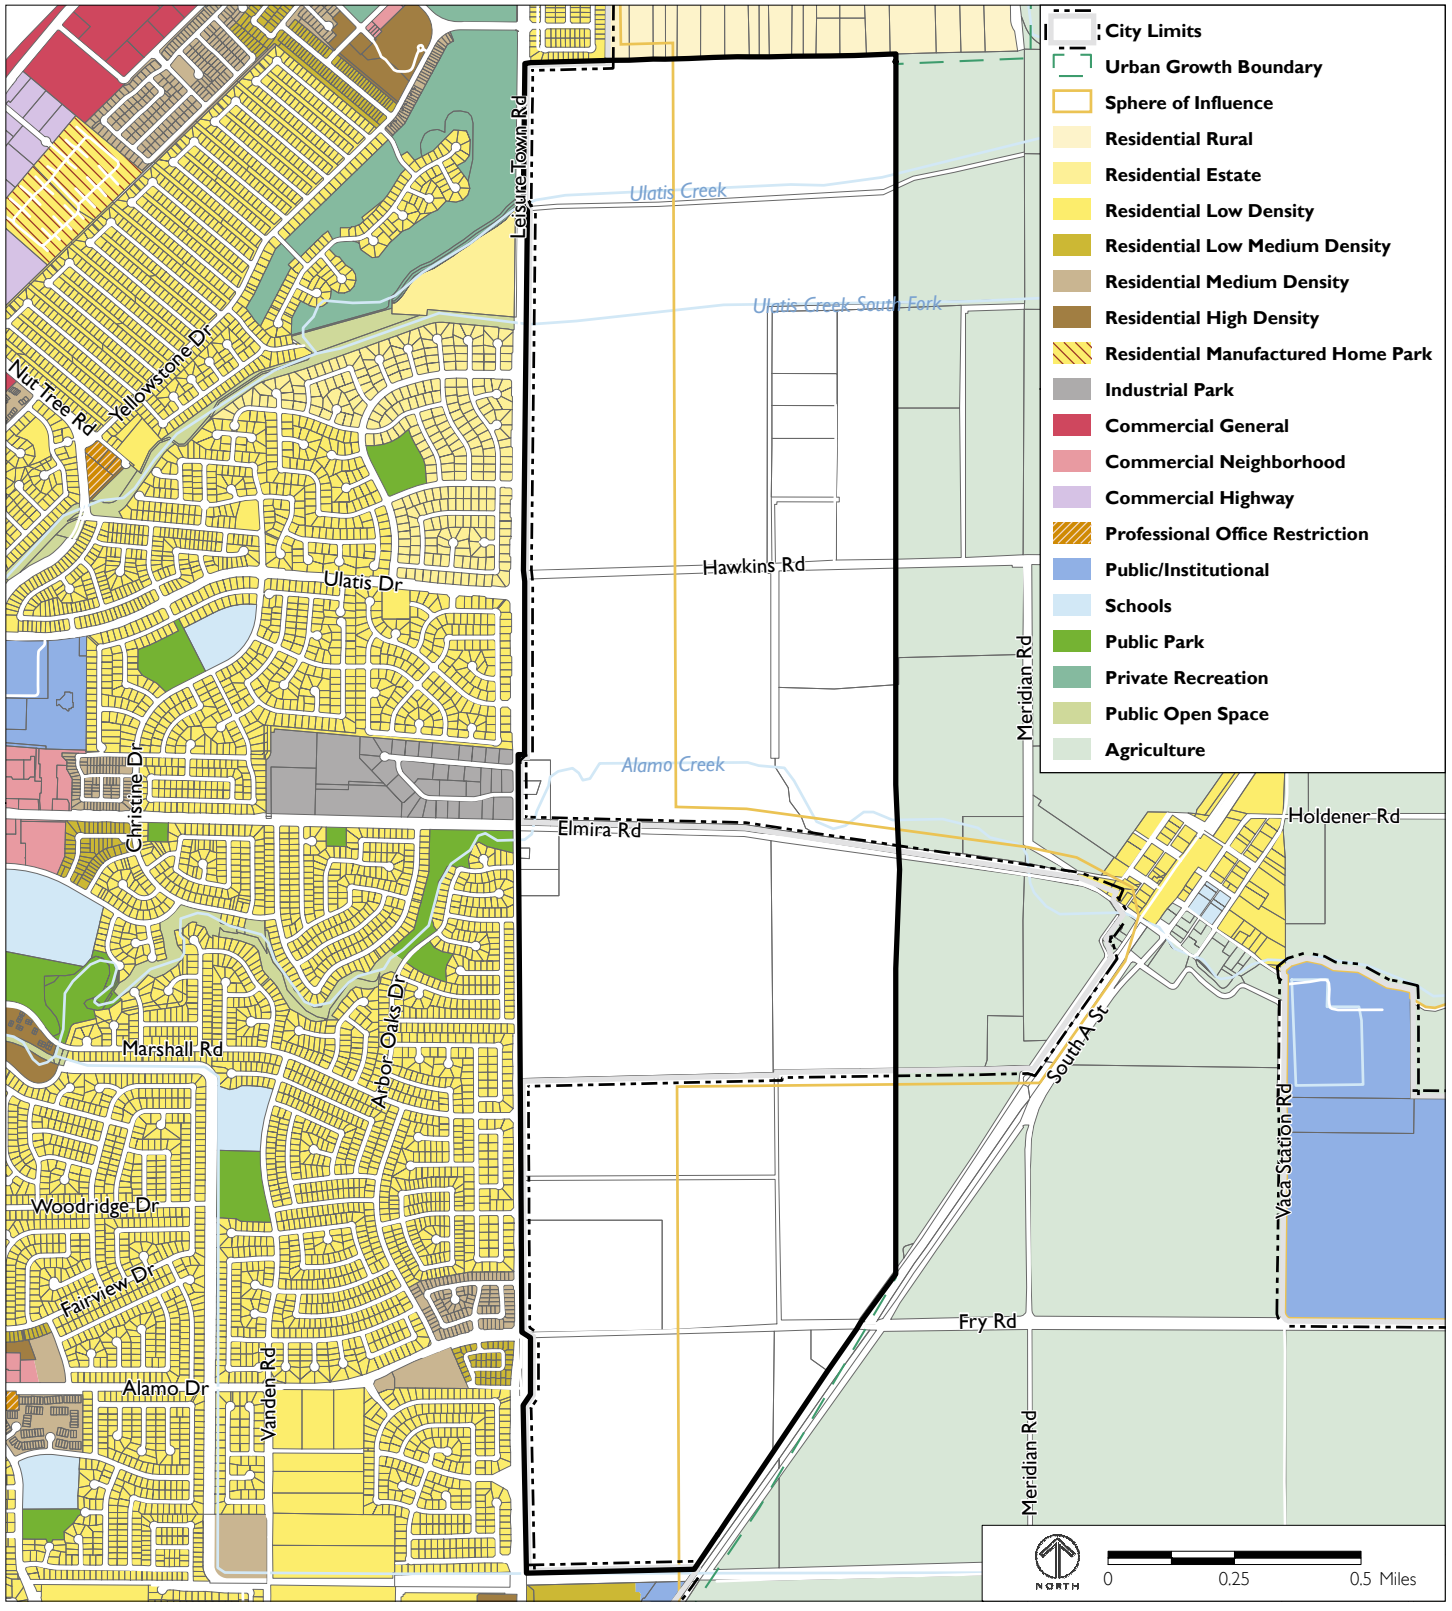 City Limits
Urban Growth Boundary
Sphere of Influence
Residential Rural
Residential Estate
Residential Low Density
Residential Low Medium Density
Residential Medium Density
Residential High Density
Residential Manufactured Home Park
Industrial Park
Commercial General
Commercial Neighborhood
Commercial Highway
Professional Office Restriction
Public/Institutional
Schools
Public Park
Private Recreation
Public Open Space
Agriculture
Leisure Town Rd
Ulatis Creek
Ulatis Creek South Fork
Yellowstone Dr
Nut Tree Rd
Hawkins Rd
Ulatis Dr
Meridian Rd
Christine Dr
Alamo Creek
Elmira Rd
Holdener Rd
Arbor Oaks Dr
Marshall Rd
South A St
Vaca Station Rd
Woodridge Dr
Fairview Dr
Fry Rd
Alamo Dr
Vanden Rd
Meridian Rd
NORTH
0 0.25 0.5 Miles